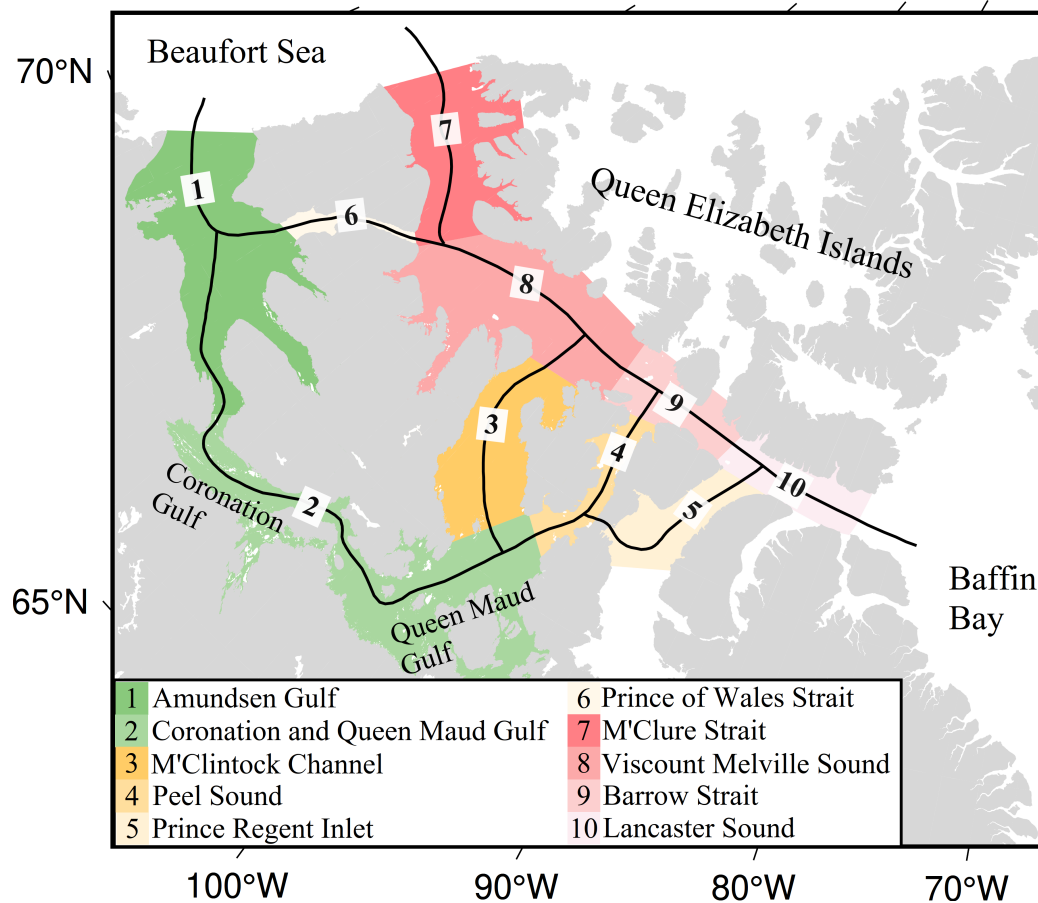 Beaufort Sea
70°N
7
1
Queen Elizabeth Islands
6
8
9
3
4
10
Coronation
Gulf
2
5
Baffin
Bay
65°N
Queen Maud
Gulf
1 Amundsen Gulf
2 Coronation and Queen Maud Gulf
3 M'Clintock Channel
4 Peel Sound
5 Prince Regent Inlet
6 Prince of Wales Strait
7 M'Clure Strait
8 Viscount Melville Sound
9 Barrow Strait
10 Lancaster Sound
100°W
90°W
80°W
70°W